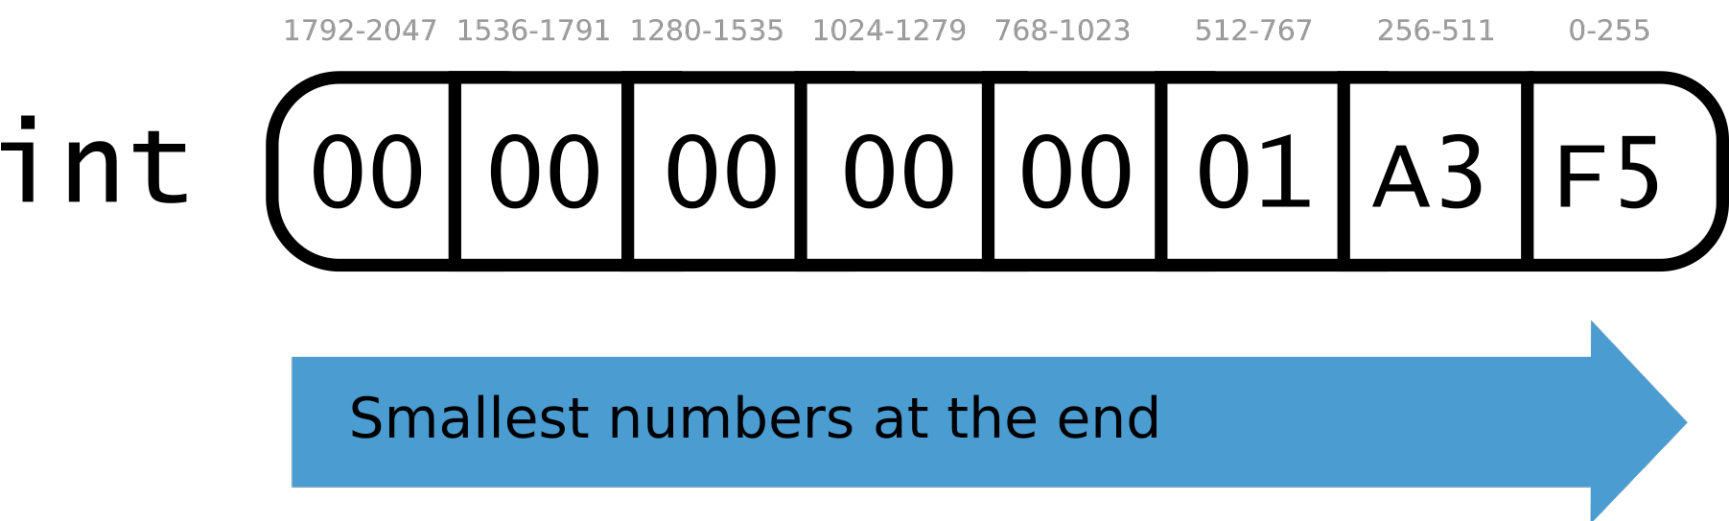 1792-2047 1536-1791 1280-1535 1024-1279 768-1023 512-767 256-511 0-255
int 00 00 00 00 00 01 A3 F5
Smallest numbers at the end